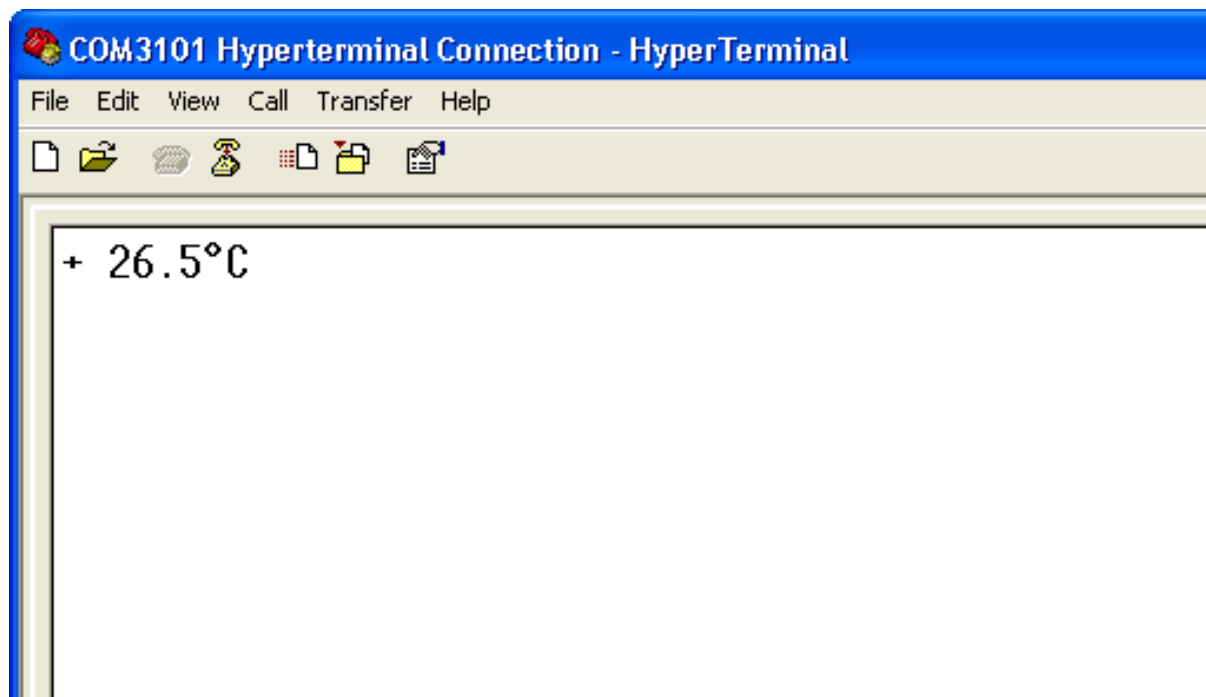 COM3101 Hyperterminal Connection - HyperTerminal
File Edit View Call Transfer Help
+ 26.5°C